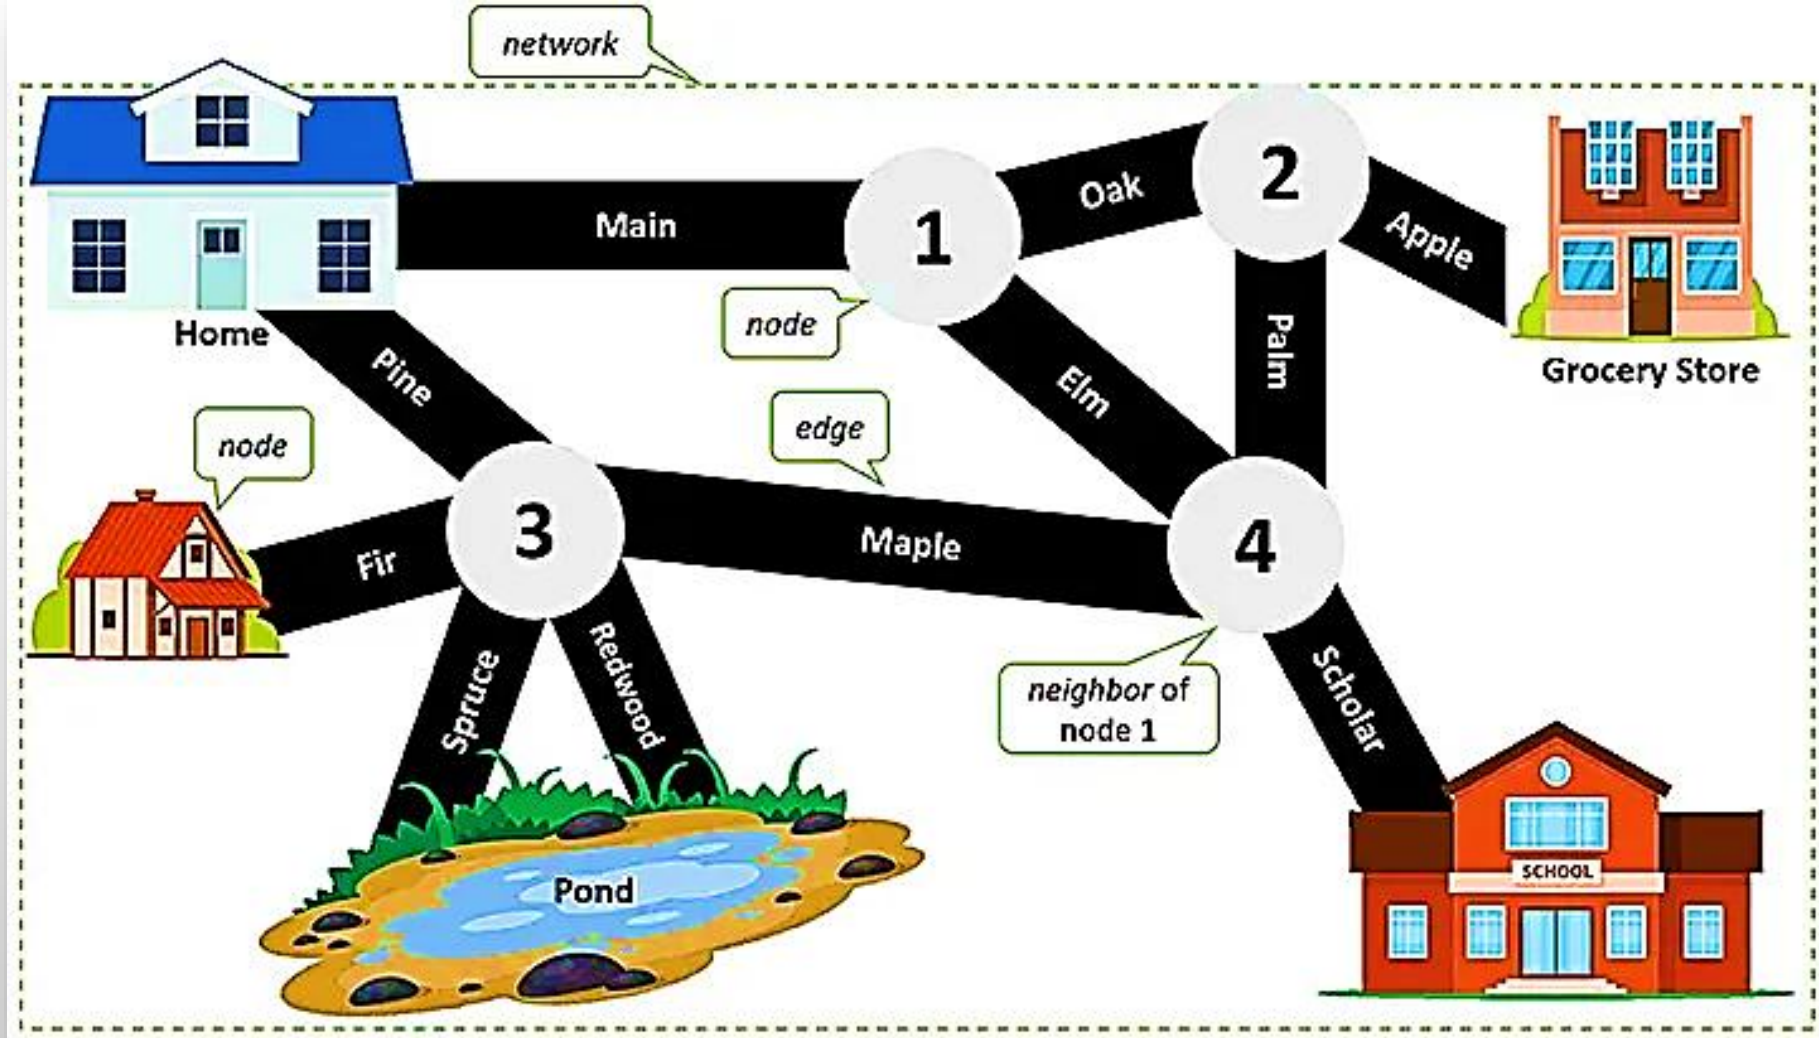 network
Main
1
Oak
2
Apple
Home
node
Pine
Elm
Palm
Grocery Store
node
edge
Fir
3
Maple
4
Spruce
Redwood
neighbor of
node 1
Scholar
Pond
SCHOOL